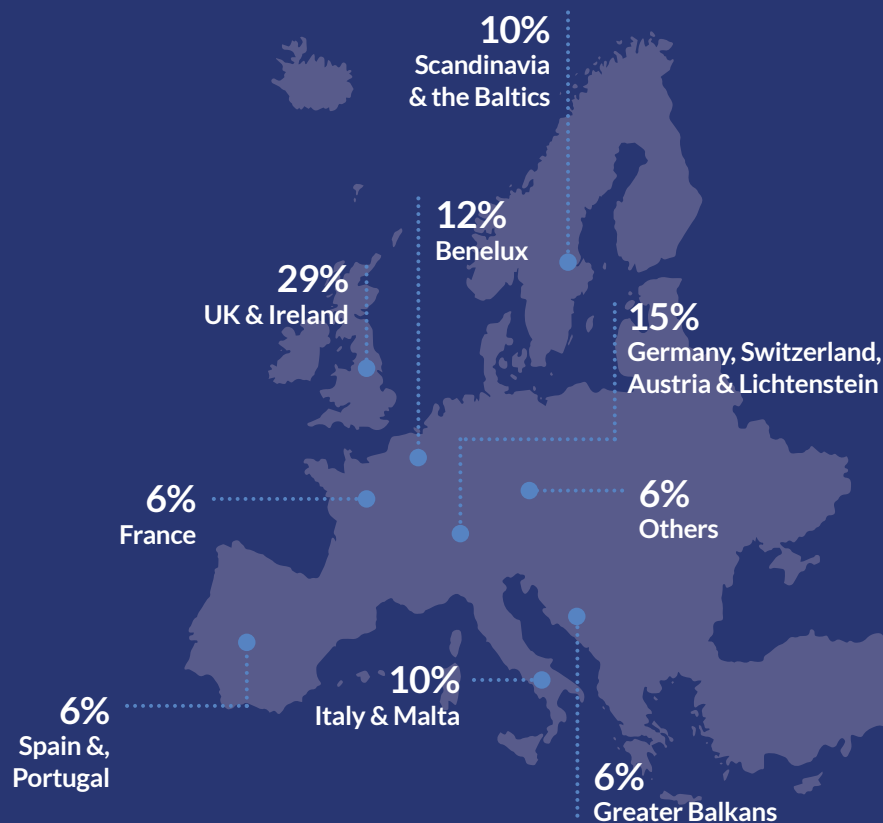 10%
Scandinavia
& the Baltics
12%
Benelux
29%
UK & Ireland
15%
Germany, Switzerland,
Austria & Lichtenstein
6%
France
6%
Others
10%
Italy & Malta
6%
Spain &,
Portugal
6%
Greater Balkans